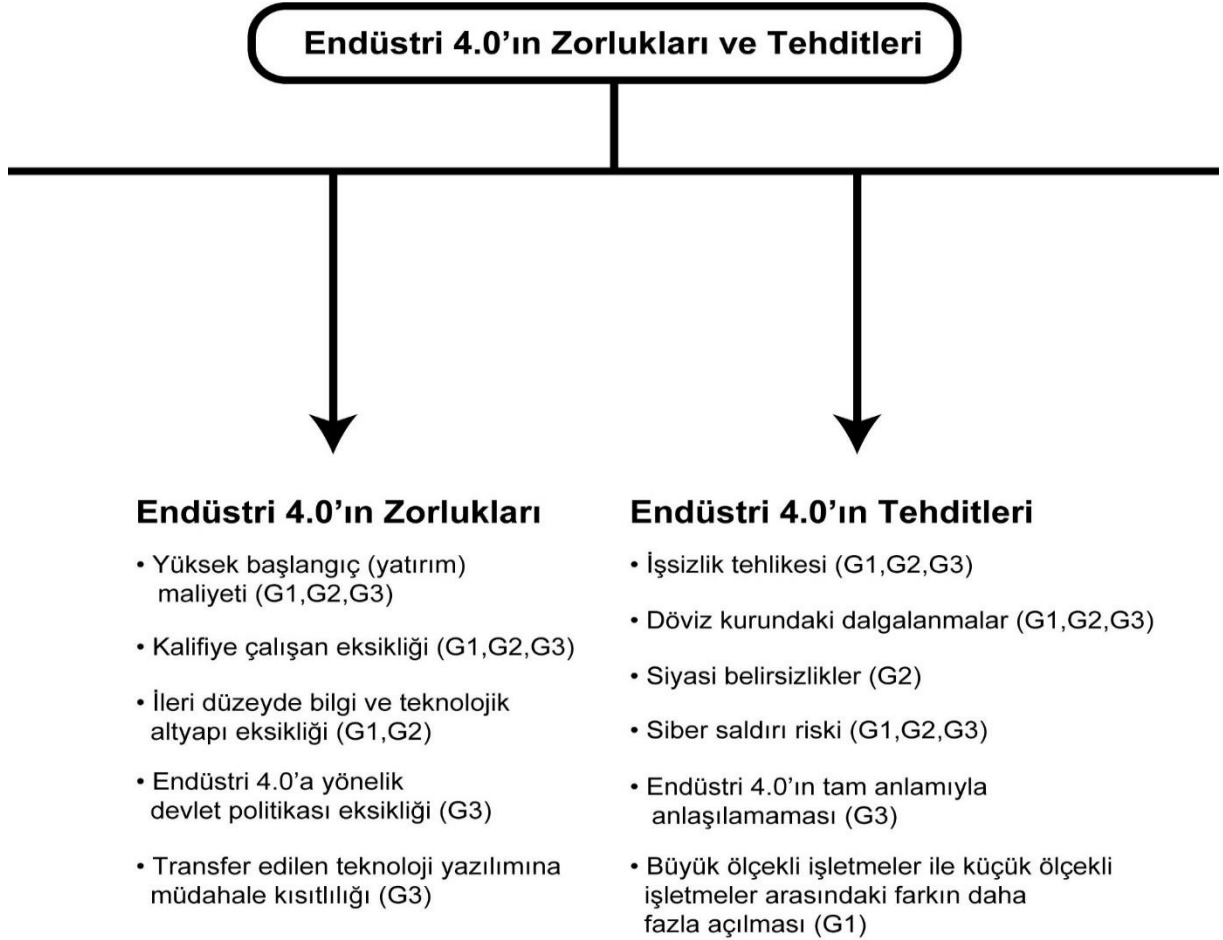 Endüstri 4.0’ın Zorlukları ve Tehditleri
Endüstri 4.0’ın Zorlukları
• Yüksek başlangıç (yatırım)
maliyeti (G1,G2,G3)
• Kalifiye çalışan eksikliği (G1,G2,G3)
• İleri düzeyde bilgi ve teknolojik
altyapı eksikliği (G1,G2)
• Endüstri 4.0’a yönelik
devlet politikası eksikliği (G3)
• Transfer edilen teknoloji yazılımına
müdahale kısıtlılığı (G3)
Endüstri 4.0’ın Tehditleri
• İşsizlik tehlikesi (G1,G2,G3)
• Döviz kurundaki dalgalanmalar (G1,G2,G3)
• Siyasi belirsizlikler (G2)
• Siber saldırı riski (G1,G2,G3)
• Endüstri 4.0’ın tam anlamıyla
anlaşılamaması (G3)
• Büyük ölçekli işletmeler ile küçük ölçekli
işletmeler arasındaki farkın daha
fazla açılması (G1)